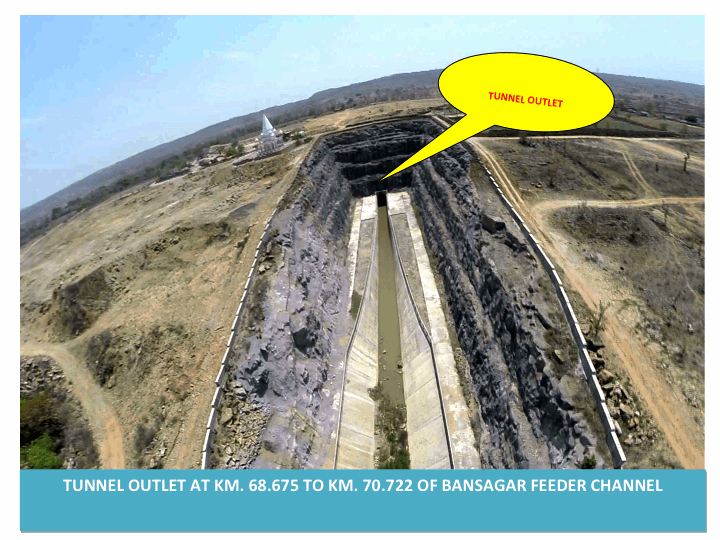 TUNNEL OUTLET
TUNNEL OUTLET AT KM. 68.675 TO KM. 70.722 OF BANSAGAR FEEDER CHANNEL